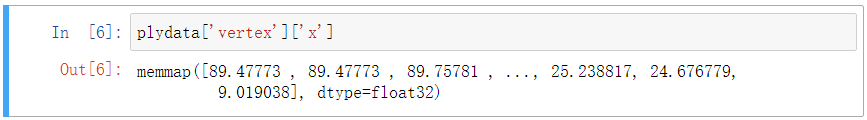 In [6]: plydata['vertex']['x']
Out[6]: memmap([89.47773 , 89.47773 , 89.75781 , ..., 25.238817, 24.676779,
9.019038], dtype=float32)